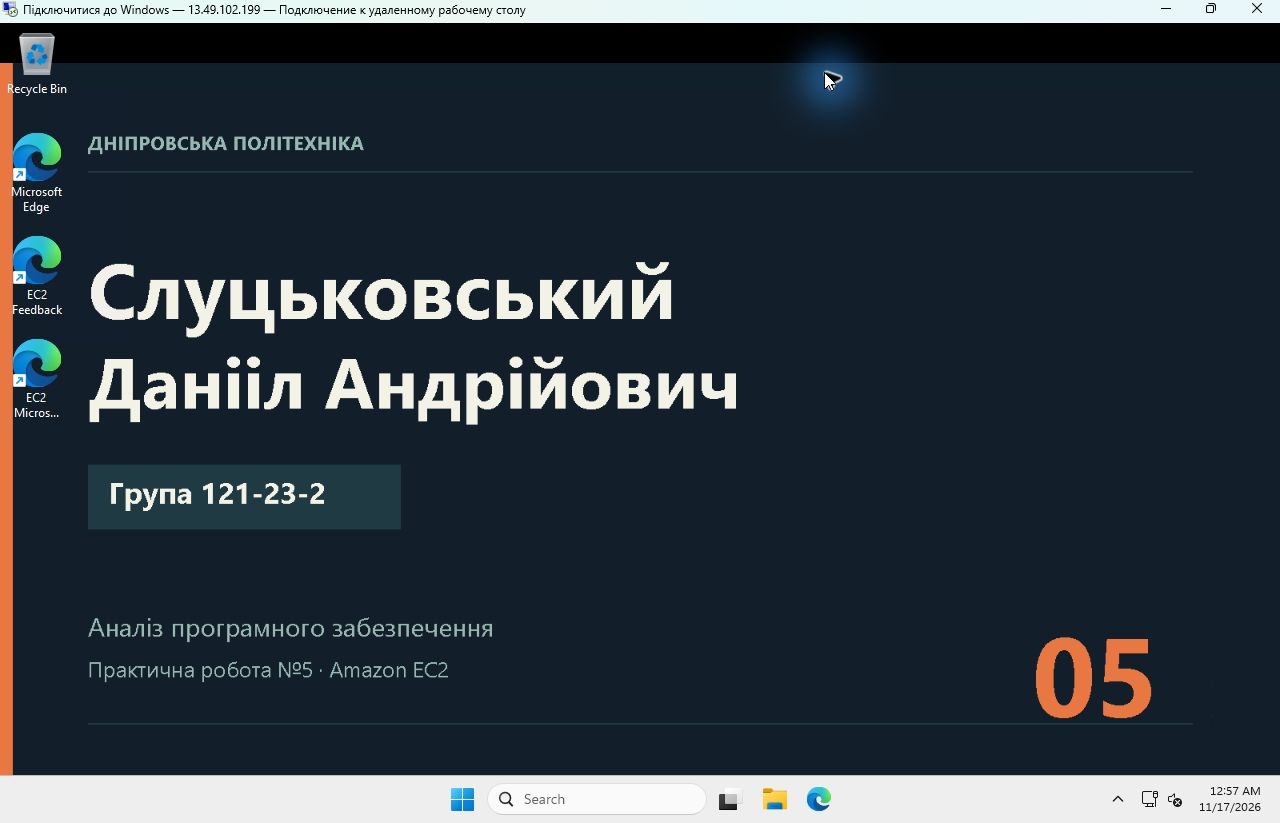 Підключитися до Windows — 13.49.102.199 — Подключение к удаленному рабочему столу
Recycle Bin
Microsoft
Edge
EC2
Feedback
EC2
Micros...
ДНІПРОВСЬКА ПОЛІТЕХНІКА
Слуцьковський
Данііл Андрійович
Група 121-23-2
Аналіз програмного забезпечення
Практична робота №5 · Amazon EC2
05
Search
12:57 AM
11/17/2026